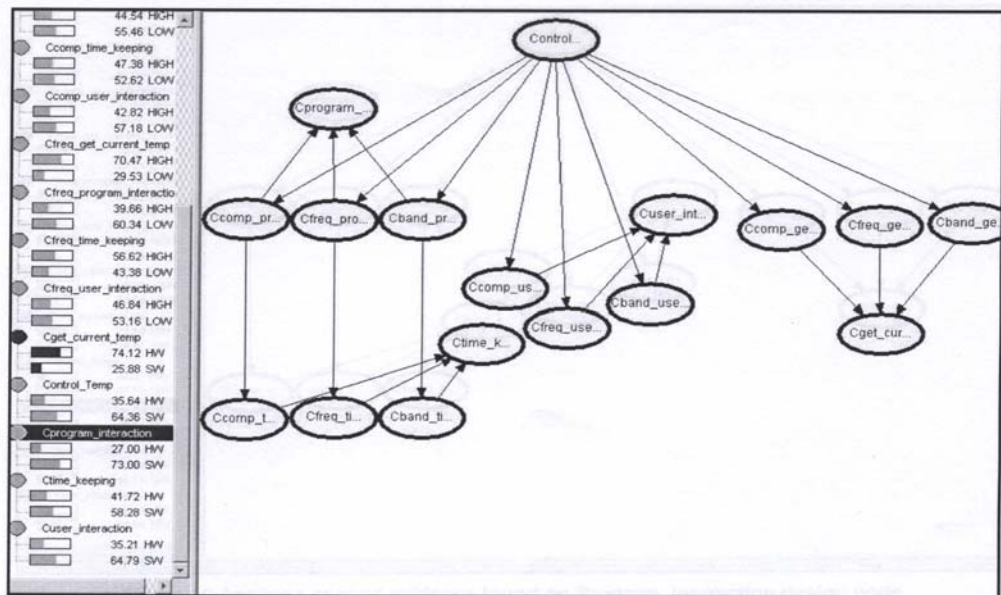 44.54 HIGH
55.46 LOW
Ccomp_time_keeping
47.38 HIGH
52.62 LOW
Ccomp_user_interaction
42.82 HIGH
57.18 LOW
Cfreq_get_current_temp
70.47 HIGH
29.53 LOW
Cfreq_program_interactio
39.66 HIGH
60.34 LOW
Cfreq_time_keeping
56.62 HIGH
43.38 LOW
Cfreq_user_interaction
46.84 HIGH
53.16 LOW
Cget_current_temp
74.12 HW
25.88 SW
Control_Temp
35.64 HW
64.36 SW
Cprogram_interaction
27.00 HW
73.00 SW
Ctime_keeping
41.72 HW
58.28 SW
Cuser_interaction
35.21 HW
64.79 SW
Control...
Cprogram_...
Ccomp_pr...
Cfreq_pro...
Cband_pr...
Cuser_int...
Ccomp_ge...
Cfreq_ge...
Cband_ge...
Ccomp_us...
Cfreq_use...
Cband_use...
Ctime_k...
Cget_cur...
Ccomp_t...
Cfreq_ti...
Cband_ti...